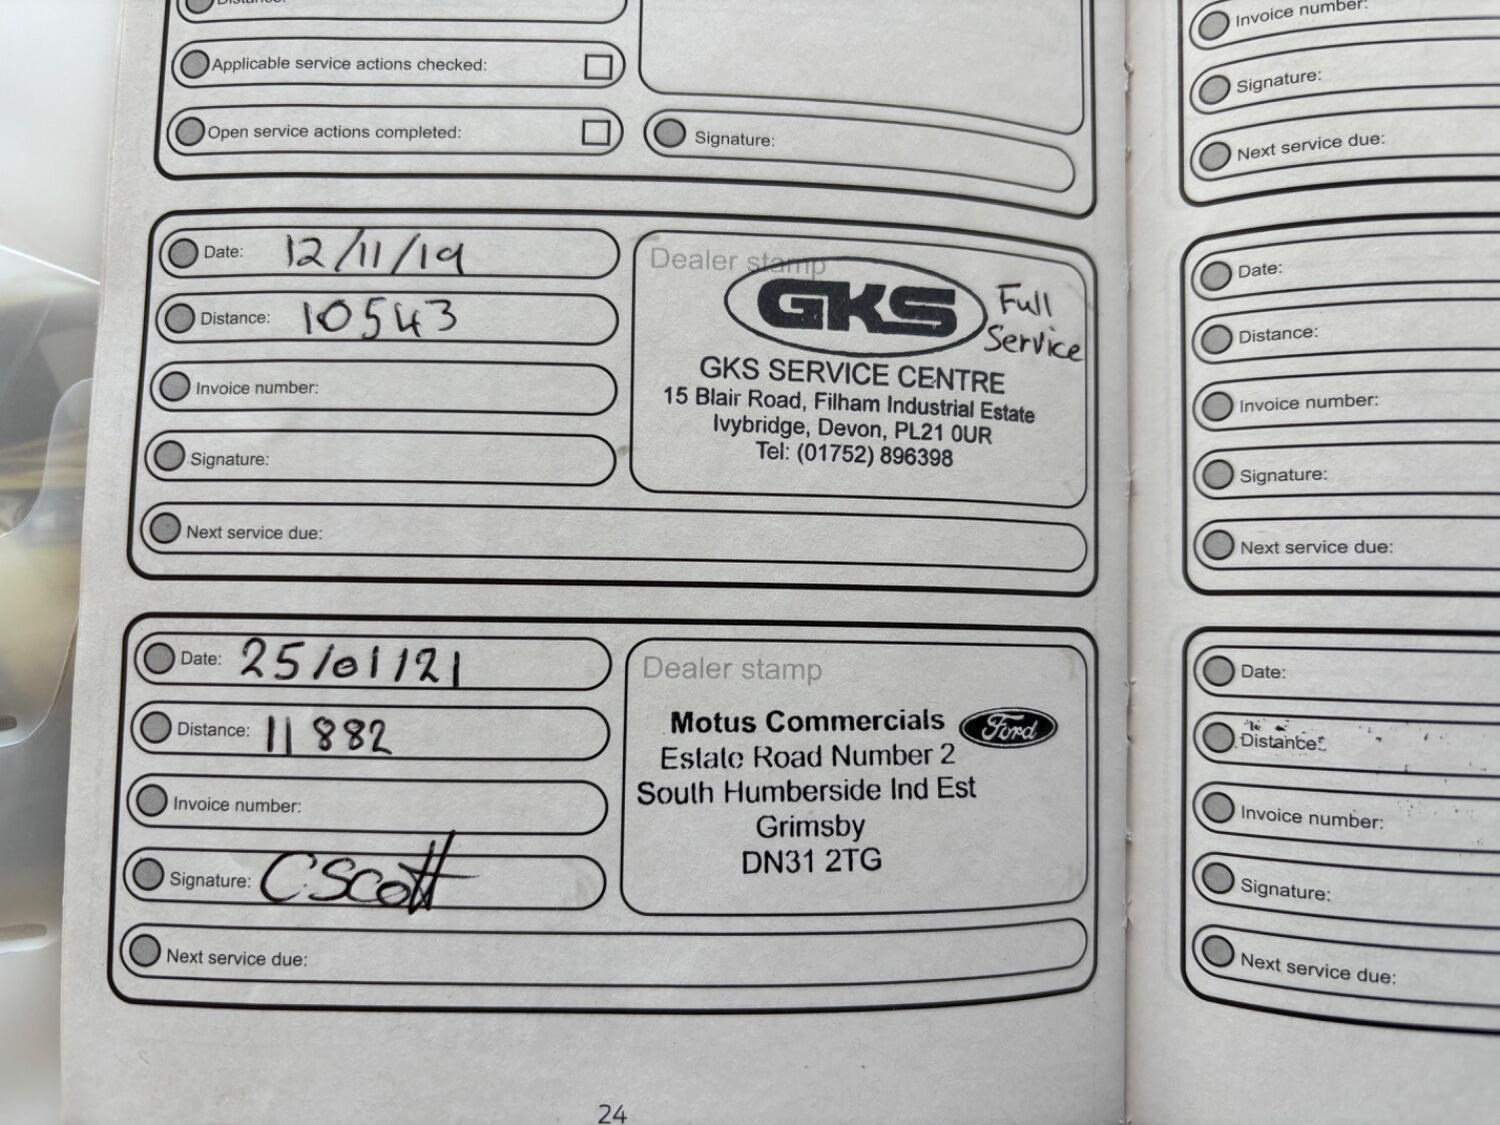 Distance:
Applicable service actions checked:
Open service actions completed:
Signature:
Date: 12/11/19
Distance: 10543
Invoice number:
Signature:
Next service due:
Dealer stamp
GKS
Full
Service
GKS SERVICE CENTRE
15 Blair Road, Filham Industrial Estate
Ivybridge, Devon, PL21 0UR
Tel: (01752) 896398
Date: 25/01/21
Distance: 11882
Invoice number:
Signature: C Scott
Next service due:
Dealer stamp
Motus Commercials
Ford
Estate Road Number 2
South Humberside Ind Est
Grimsby
DN31 2TG
24
Invoice number:
Signature:
Next service due:
Date:
Distance:
Invoice number:
Signature:
Next service due:
Date:
Distance:
Invoice number:
Signature:
Next service due: